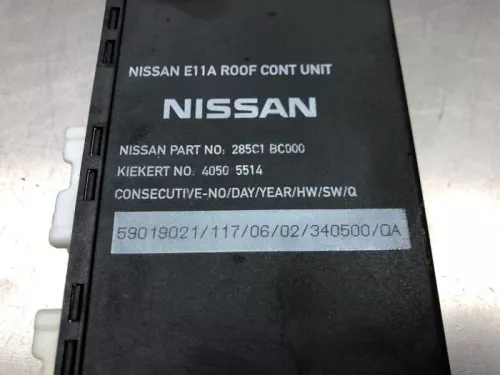 NISSAN E11A ROOF CONT UNIT
NISSAN
NISSAN PART NO: 285C1 BC000
KIEKERT NO: 4050 5514
CONSECUTIVE-NO/DAY/YEAR/HW/SW/Q
59019021/117/06/02/340500/QA